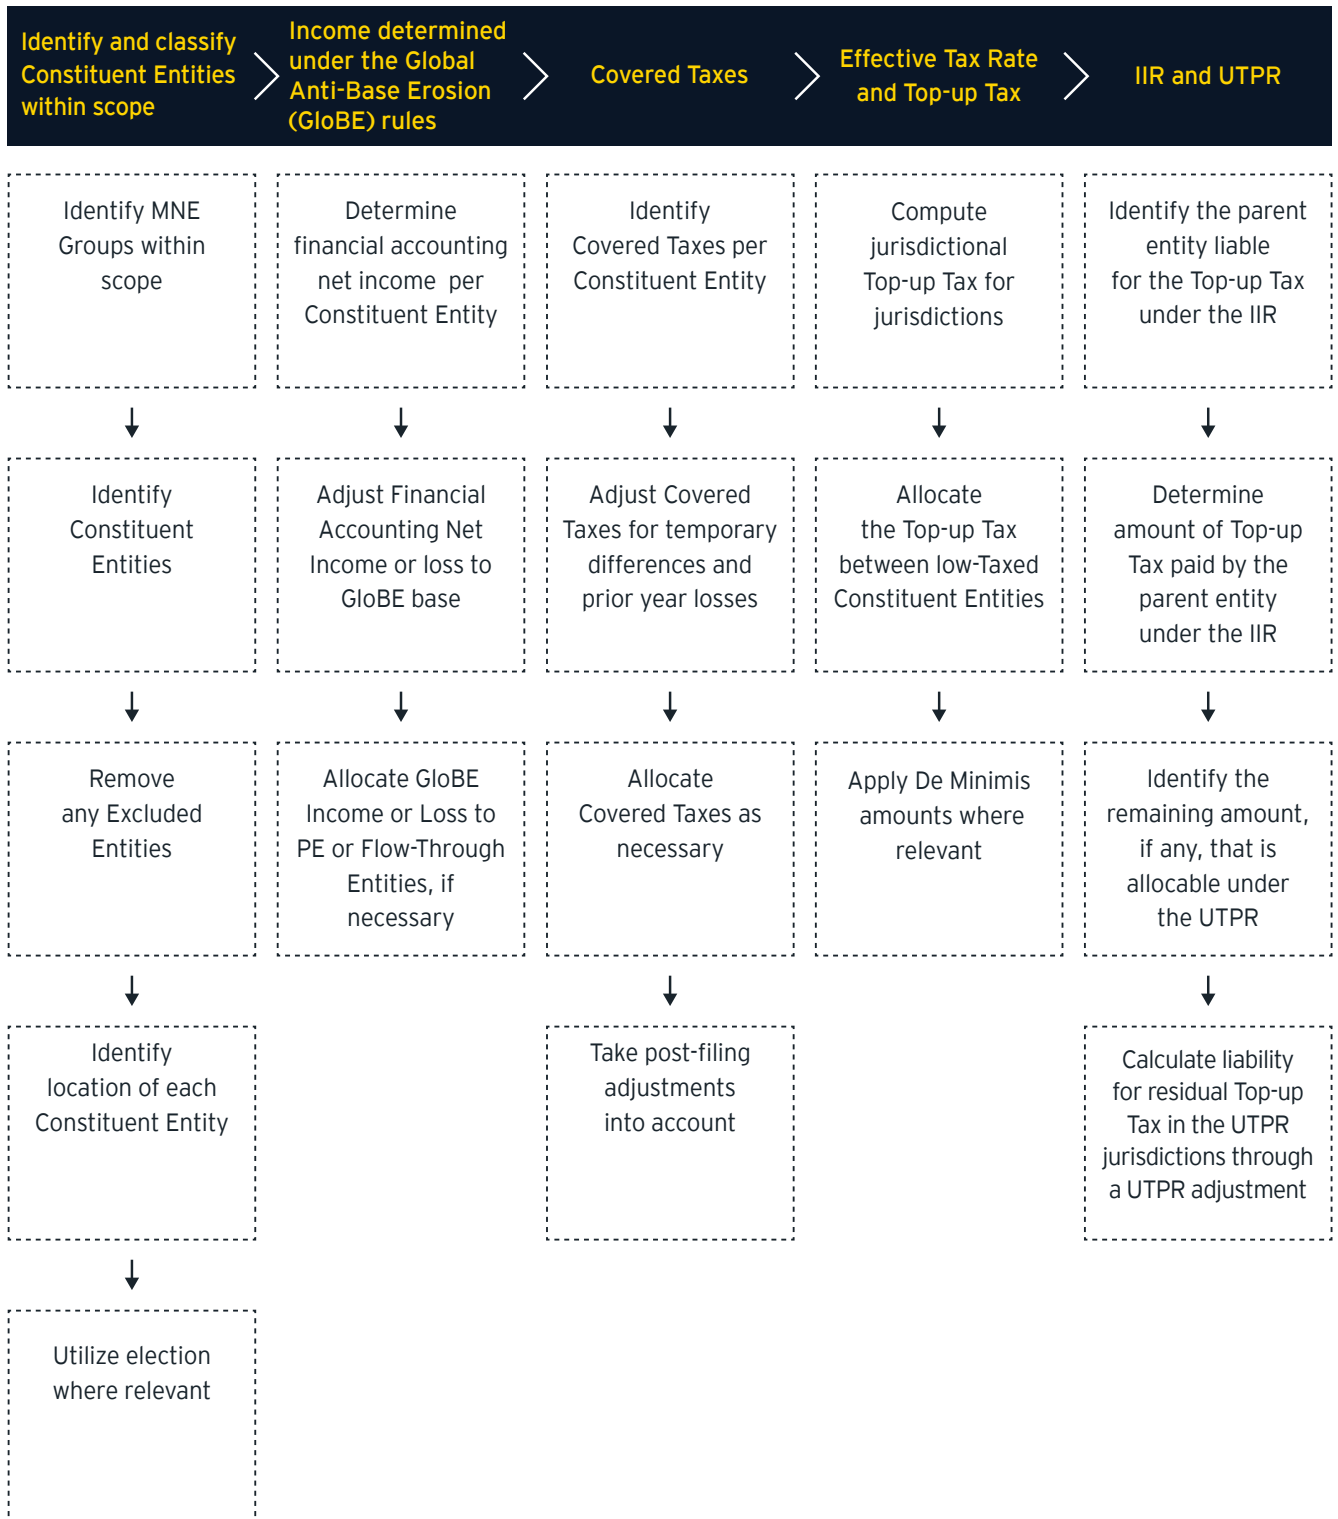 Identify and classify
Constituent Entities
within scope
Income determined
under the Global
Anti-Base Erosion
(GloBE) rules
Covered Taxes
Effective Tax Rate
and Top-up Tax
IIR and UTPR
Identify MNE
Groups within
scope
Determine
financial accounting
net income per
Constituent Entity
Identify
Covered Taxes per
Constituent Entity
Compute
jurisdictional
Top-up Tax for
jurisdictions
Identify the parent
entity liable
for the Top-up Tax
under the IIR
Identify
Constituent
Entities
Adjust Financial
Accounting Net
Income or loss to
GloBE base
Adjust Covered
Taxes for temporary
differences and
prior year losses
Allocate
the Top-up Tax
between low-Taxed
Constituent Entities
Determine
amount of Top-up
Tax paid by the
parent entity
under the IIR
Remove
any Excluded
Entities
Allocate GloBE
Income or Loss to
PE or Flow-Through
Entities, if
necessary
Allocate
Covered Taxes as
necessary
Apply De Minimis
amounts where
relevant
Identify the
remaining amount,
if any, that is
allocable under
the UTPR
Identify
location of each
Constituent Entity
Take post-filing
adjustments
into account
Calculate liability
for residual Top-up
Tax in the UTPR
jurisdictions through
a UTPR adjustment
Utilize election
where relevant